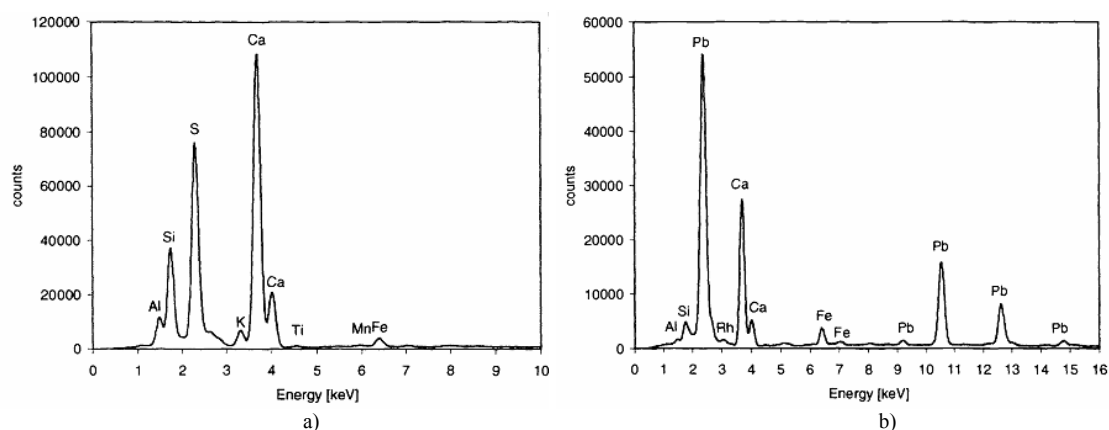 120000
100000
80000
60000
40000
20000
0
counts
Al
Si
S
K
Ca
Ca
Ti
MnFe
0 1 2 3 4 5 6 7 8 9 10
Energy [keV]
a)
60000
50000
40000
30000
20000
10000
0
counts
Al
Si
Pb
Rh
Ca
Ca
Fe
Fe
Pb
Pb
Pb
Pb
0 1 2 3 4 5 6 7 8 9 10 11 12 13 14 15 16
Energy [keV]
b)